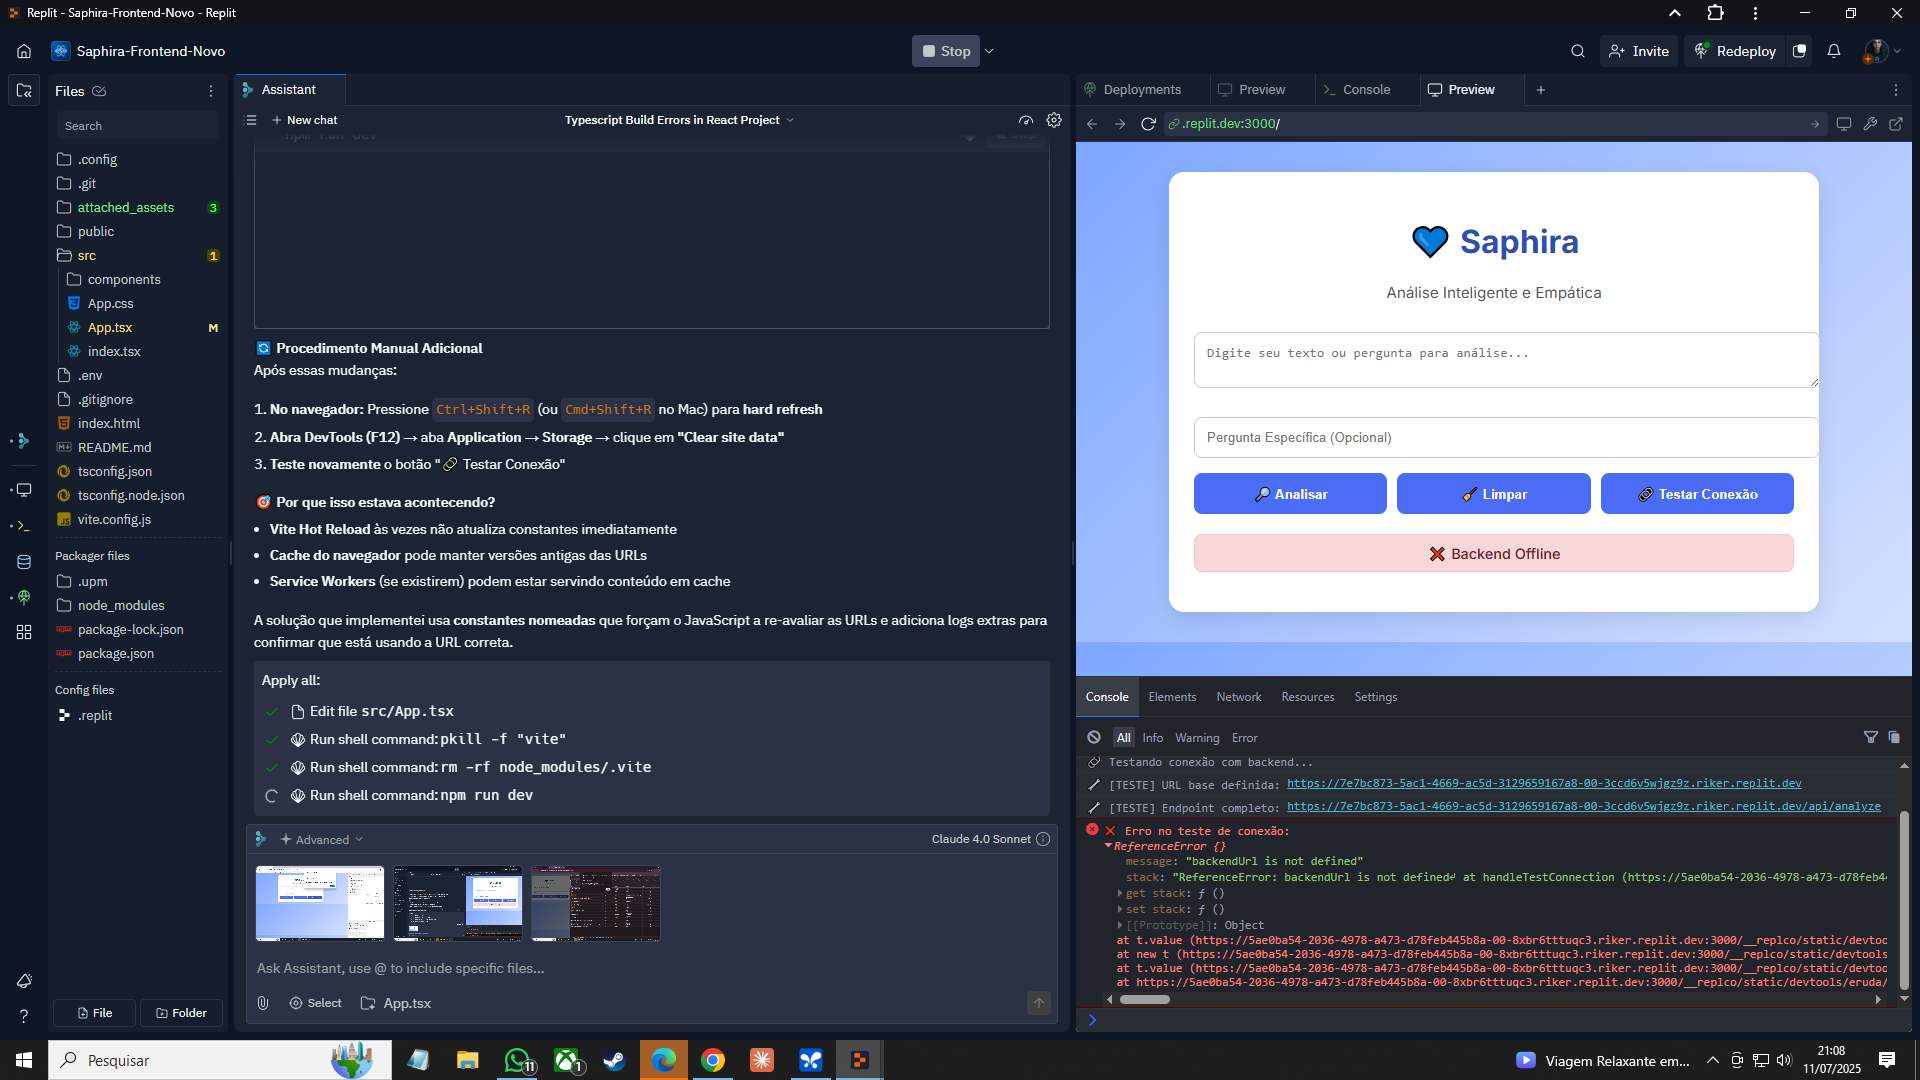 Replit - Saphira-Frontend-Novo - Replit
Saphira-Frontend-Novo
Stop
Invite
Redeploy
Files
Search
.config
.git
attached_assets 3
public
src 1
components
App.css
App.tsx M
index.tsx
.env
.gitignore
index.html
README.md
tsconfig.json
tsconfig.node.json
vite.config.js
Packager files
.upm
node_modules
package-lock.json
package.json
Config files
.replit
File
Folder
Assistant
New chat
Typescript Build Errors in React Project
npm run dev
Procedimento Manual Adicional
Após essas mudanças:
1. No navegador: Pressione Ctrl+Shift+R (ou Cmd+Shift+R no Mac) para hard refresh
2. Abra DevTools (F12) → aba Application → Storage → clique em "Clear site data"
3. Teste novamente o botão "🔗 Testar Conexão"
🎯 Por que isso estava acontecendo?
• Vite Hot Reload às vezes não atualiza constantes imediatamente
• Cache do navegador pode manter versões antigas das URLs
• Service Workers (se existirem) podem estar servindo conteúdo em cache
A solução que implementei usa constantes nomeadas que forçam o JavaScript a re-avaliar as URLs e adiciona logs extras para
confirmar que está usando a URL correta.
Apply all:
Edit file src/App.tsx
Run shell command: pkill -f "vite"
Run shell command: rm -rf node_modules/.vite
Run shell command: npm run dev
Advanced
Claude 4.0 Sonnet
Ask Assistant, use @ to include specific files...
Select
App.tsx
Deployments
Preview
Console
Preview
.replit.dev:3000/
Saphira
Análise Inteligente e Empática
Digite seu texto ou pergunta para análise...
Pergunta Específica (Opcional)
Analisar
Limpar
Testar Conexão
Backend Offline
Console Elements Network Resources Settings
All Info Warning Error
Testando conexão com backend...
[TESTE] URL base definida: https://7e7bc873-5ac1-4669-ac5d-3129659167a8-00-3ccd6v5wjgz9z.riker.replit.dev
[TESTE] Endpoint completo: https://7e7bc873-5ac1-4669-ac5d-3129659167a8-00-3ccd6v5wjgz9z.riker.replit.dev/api/analyze
Erro no teste de conexão:
ReferenceError {}
message: "backendUrl is not defined"
stack: "ReferenceError: backendUrl is not defined↵ at handleTestConnection (https://5ae0ba54-2036-4978-a473-d78feb4
get stack: ƒ ()
set stack: ƒ ()
[[Prototype]]: Object
at t.value (https://5ae0ba54-2036-4978-a473-d78feb445b8a-00-8xbr6tttuqc3.riker.replit.dev:3000/__replco/static/devtoo
at new t (https://5ae0ba54-2036-4978-a473-d78feb445b8a-00-8xbr6tttuqc3.riker.replit.dev:3000/__replco/static/devtools
at t.value (https://5ae0ba54-2036-4978-a473-d78feb445b8a-00-8xbr6tttuqc3.riker.replit.dev:3000/__replco/static/devtoo
at https://5ae0ba54-2036-4978-a473-d78feb445b8a-00-8xbr6tttuqc3.riker.replit.dev:3000/__replco/static/devtools/eruda/
Pesquisar
11
1
Viagem Relaxante em...
21:08
11/07/2025